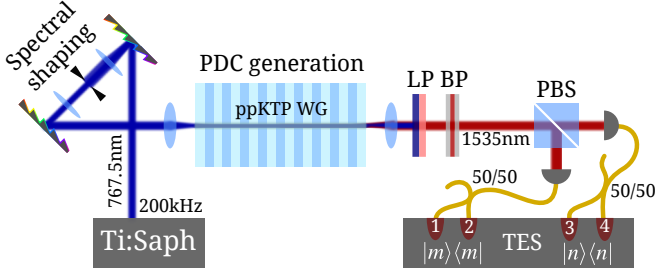 Spectral
shaping
PDC generation
ppKTP WG
LP
BP
PBS
1535nm
767.5nm
200kHz
50/50
50/50
Ti:Saph
1
2
3
4
|m⟩⟨m|
TES
|n⟩⟨n|